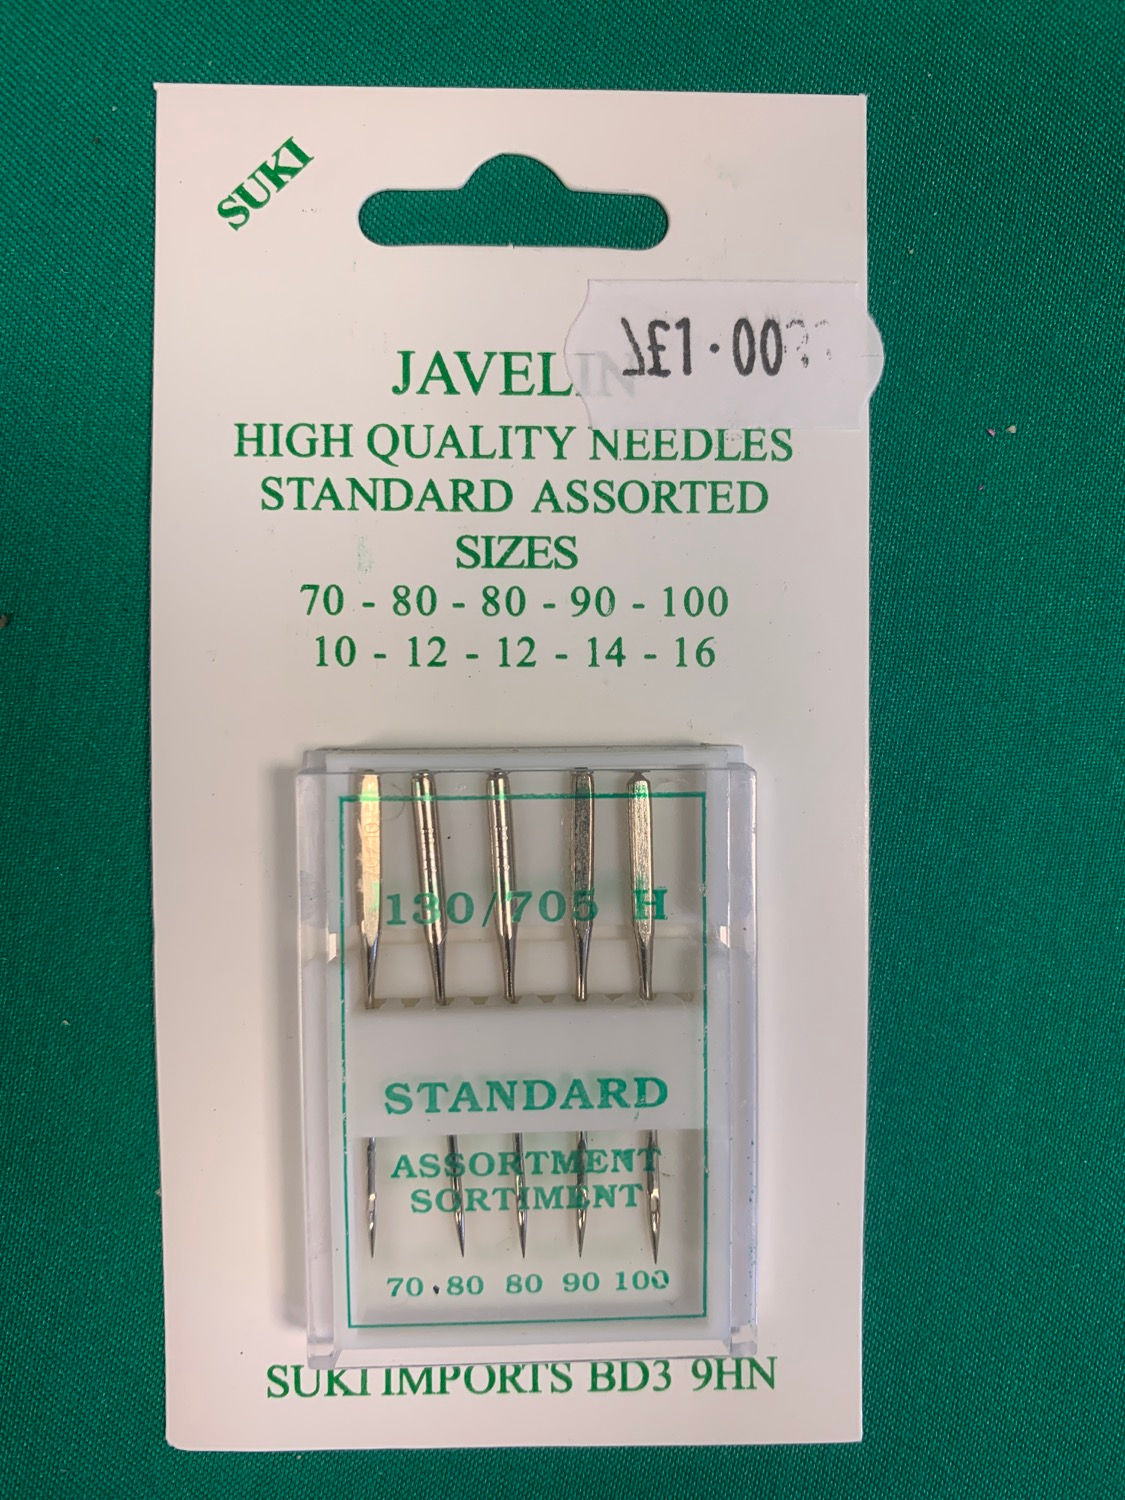 SUKI
£1.00
JAVELIN
HIGH QUALITY NEEDLES
STANDARD ASSORTED
SIZES
70 - 80 - 80 - 90 - 100
10 - 12 - 12 - 14 - 16
130/705 H
STANDARD
ASSORTMENT
SORTIMENT
70 80 80 90 100
SUKI IMPORTS BD3 9HN